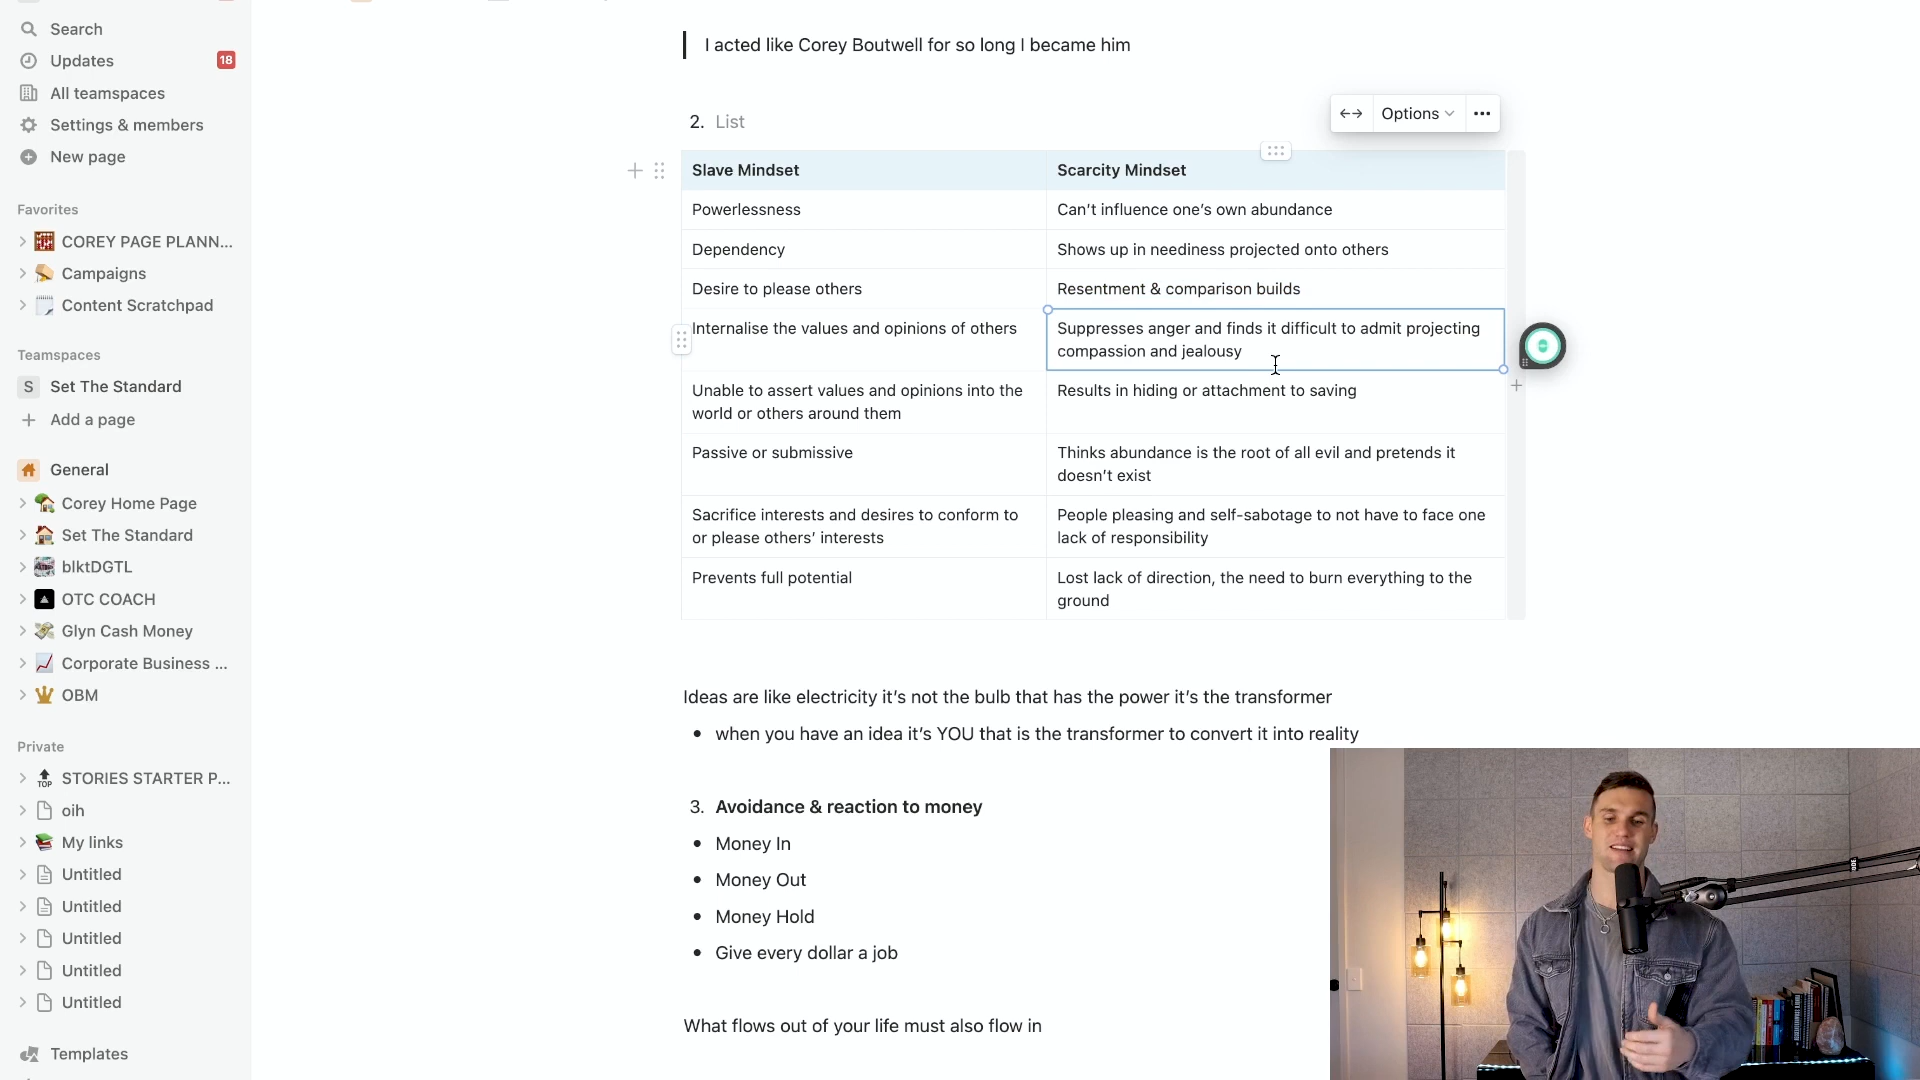 Search
Updates
18
All teamspaces
Settings & members
New page
Favorites
COREY PAGE PLANN...
Campaigns
Content Scratchpad
Teamspaces
S Set The Standard
Add a page
General
Corey Home Page
Set The Standard
blktDGTL
OTC COACH
Glyn Cash Money
Corporate Business ...
OBM
Private
TOP STORIES STARTER P...
oih
My links
Untitled
Untitled
Untitled
Untitled
Untitled
Templates
I acted like Corey Boutwell for so long I became him
2. List
Options
Slave Mindset
Scarcity Mindset
Powerlessness
Can’t influence one’s own abundance
Dependency
Shows up in neediness projected onto others
Desire to please others
Resentment & comparison builds
Internalise the values and opinions of others
Suppresses anger and finds it difficult to admit projecting
compassion and jealousy
Unable to assert values and opinions into the
world or others around them
Results in hiding or attachment to saving
Passive or submissive
Thinks abundance is the root of all evil and pretends it
doesn’t exist
Sacrifice interests and desires to conform to
or please others’ interests
People pleasing and self-sabotage to not have to face one
lack of responsibility
Prevents full potential
Lost lack of direction, the need to burn everything to the
ground
Ideas are like electricity it’s not the bulb that has the power it’s the transformer
• when you have an idea it’s YOU that is the transformer to convert it into reality
3. Avoidance & reaction to money
• Money In
• Money Out
• Money Hold
• Give every dollar a job
What flows out of your life must also flow in